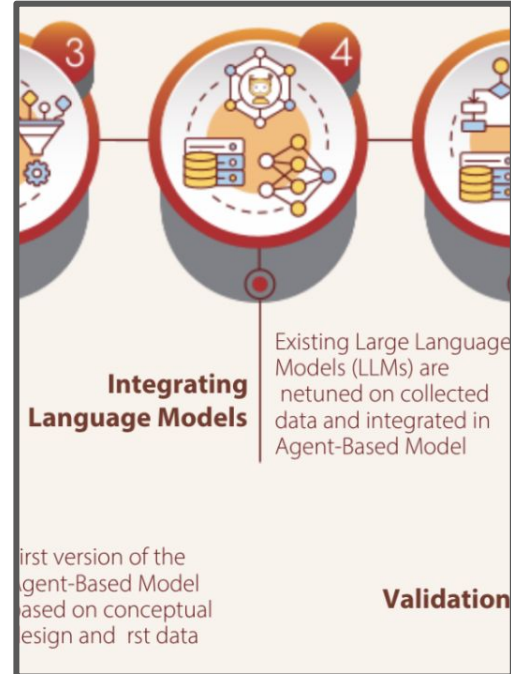 3
4
Integrating
Language Models
Existing Large Language
Models (LLMs) are
netuned on collected
data and integrated in
Agent-Based Model
irst version of the
Agent-Based Model
ased on conceptual
esign and rst data
Validation